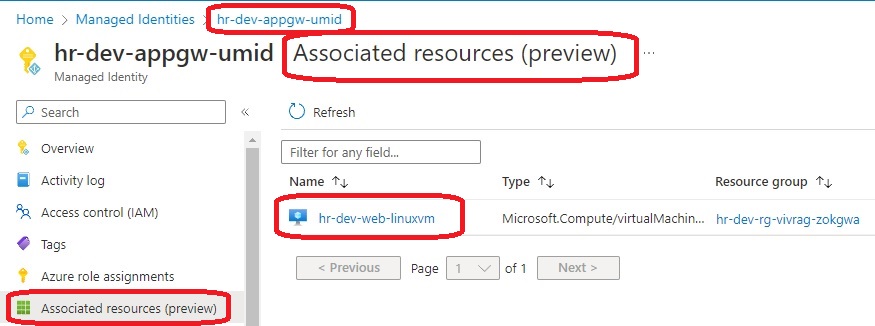 Home > Managed Identities > hr-dev-appgw-umid
hr-dev-appgw-umid Associated resources (preview) ...
Managed Identity
Search «
Refresh
Overview
Filter for any field...
Activity log
Name ↑↓ Type ↑↓ Resource group ↑↓
Access control (IAM)
hr-dev-web-linuxvm Microsoft.Compute/virtualMachin... hr-dev-rg-vivrag-zokgwa
Tags
< Previous Page 1 of 1 Next >
Azure role assignments
Associated resources (preview)